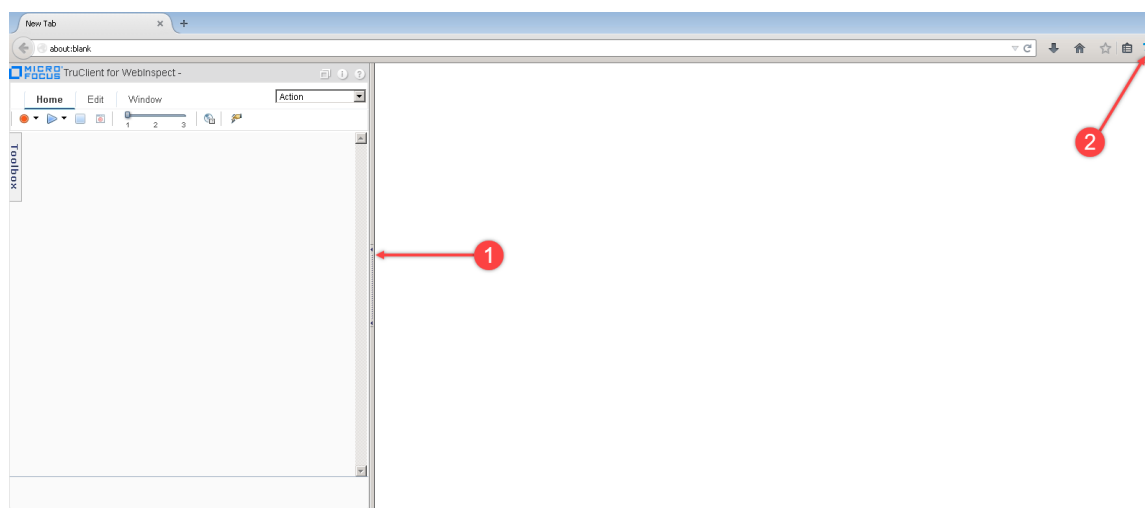 New Tab
about:blank
MICRO FOCUS TruClient for WebInspect -
Home Edit Window Action
1 2 3
Toolbox
1
2